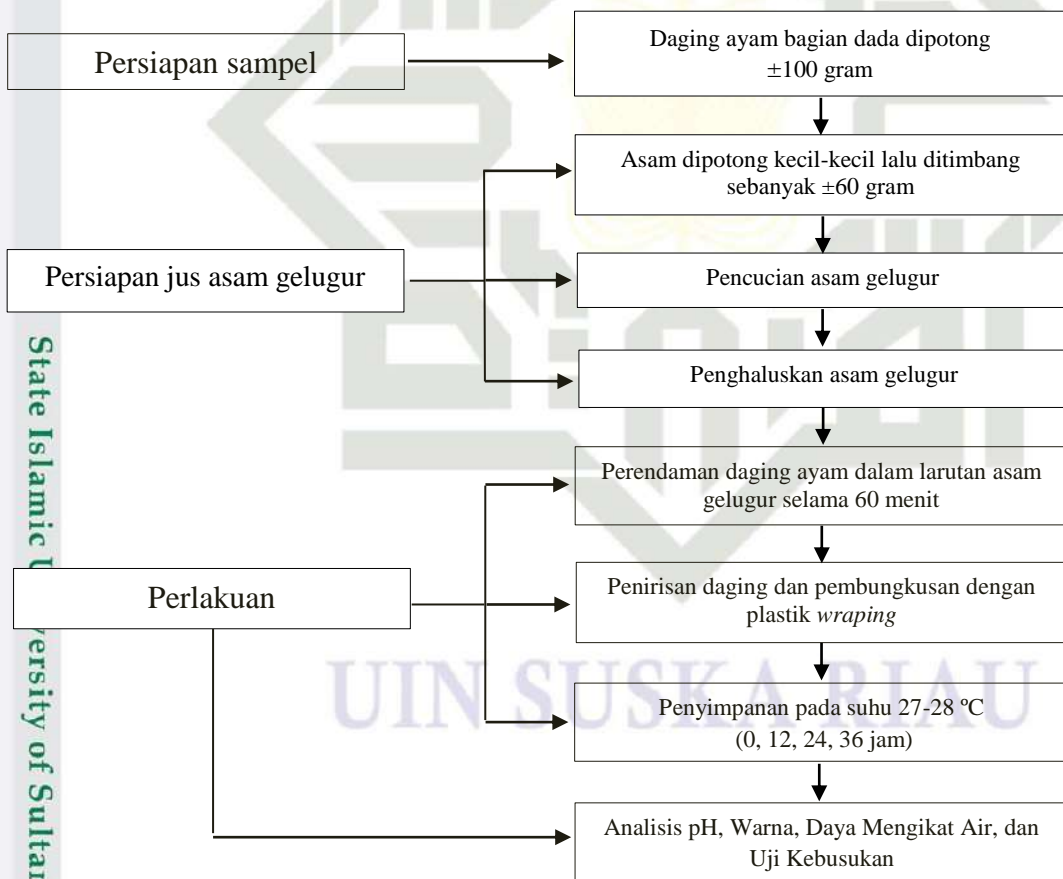 Persiapan sampel
Daging ayam bagian dada dipotong
±100 gram
Asam dipotong kecil-kecil lalu ditimbang
sebanyak ±60 gram
Persiapan jus asam gelugur
Pencucian asam gelugur
Penghaluskan asam gelugur
Perendaman daging ayam dalam larutan asam
gelugur selama 60 menit
Perlakuan
Penirisan daging dan pembungkusan dengan
plastik wraping
Penyimpanan pada suhu 27-28 ºC
(0, 12, 24, 36 jam)
Analisis pH, Warna, Daya Mengikat Air, dan
Uji Kebusukan
UIN SUSKA RIAU
State Islamic of Sultan